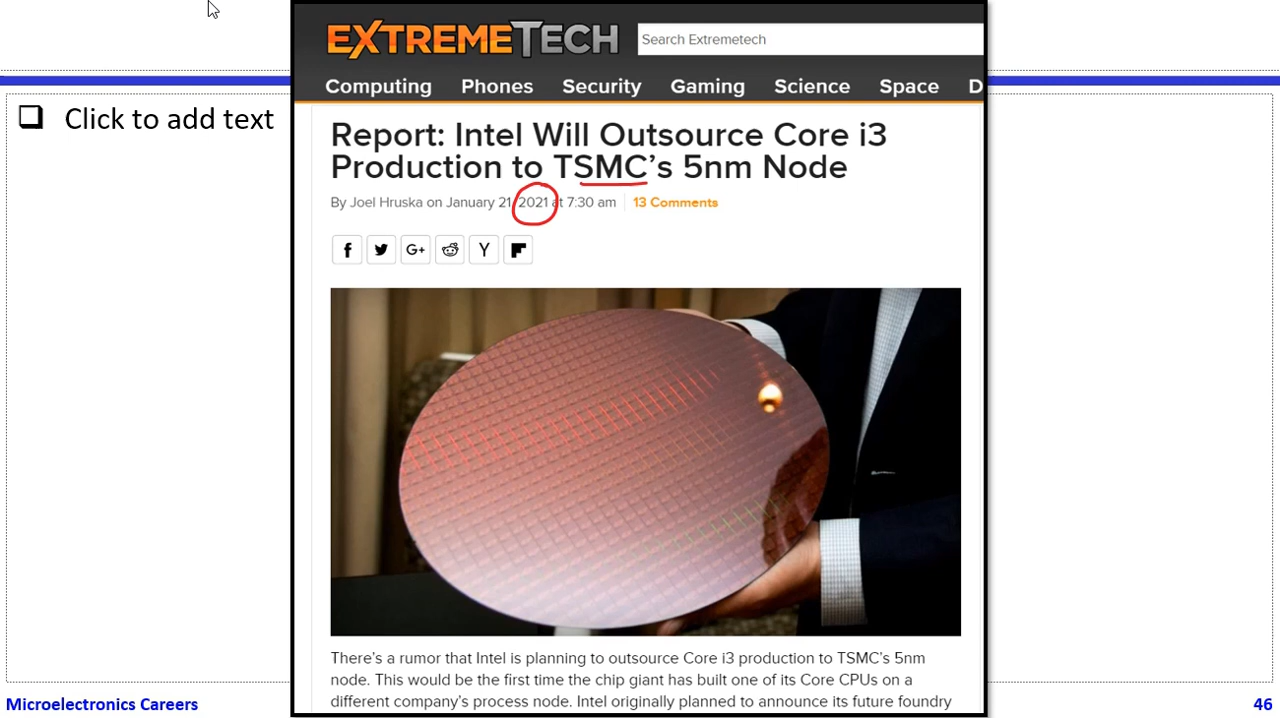 EXTREMETECH
Search Extremetech
Computing Phones Security Gaming Science Space D
❑ Click to add text
Report: Intel Will Outsource Core i3
Production to TSMC’s 5nm Node
By Joel Hruska on January 21, 2021 at 7:30 am 13 Comments
f G+ Y
There’s a rumor that Intel is planning to outsource Core i3 production to TSMC’s 5nm
node. This would be the first time the chip giant has built one of its Core CPUs on a
different company’s process node. Intel originally planned to announce its future foundry
Microelectronics Careers
46